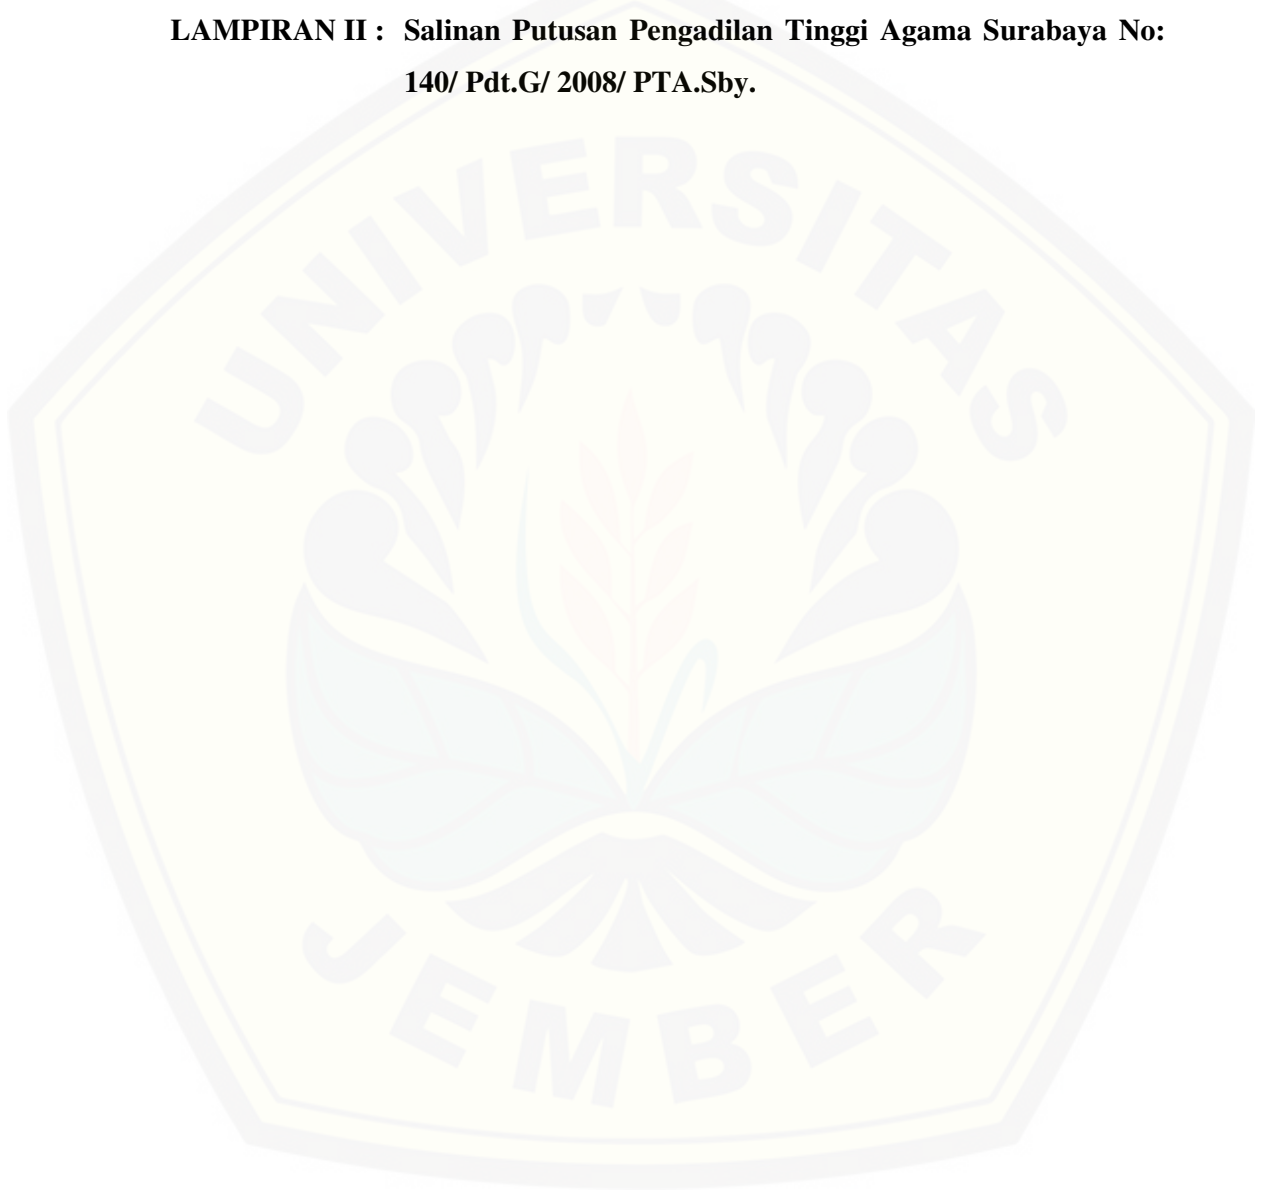 LAMPIRAN II : Salinan Putusan Pengadilan Tinggi Agama Surabaya No:
140/ Pdt.G/ 2008/ PTA.Sby.
UNIVERSITAS
JEMBER